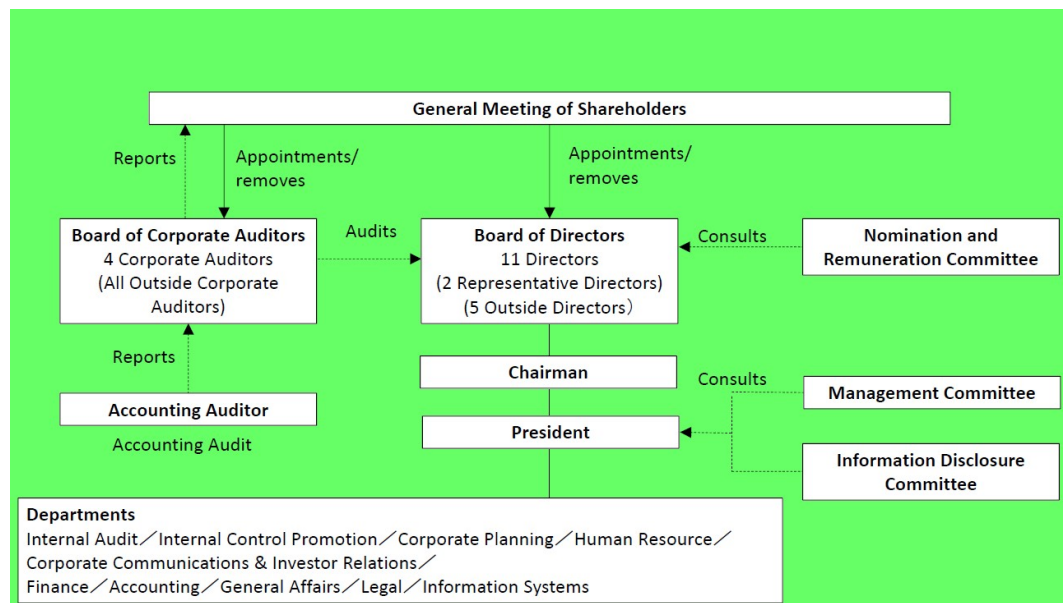 General Meeting of Shareholders
Reports
Appointments/
removes
Appointments/
removes
Board of Corporate Auditors
4 Corporate Auditors
(All Outside Corporate
Auditors)
Audits
Board of Directors
11 Directors
(2 Representative Directors)
(5 Outside Directors）
Consults
Nomination and
Remuneration Committee
Reports
Chairman
Consults
Management Committee
Accounting Auditor
Accounting Audit
President
Information Disclosure
Committee
Departments
Internal Audit／Internal Control Promotion／Corporate Planning／Human Resource／
Corporate Communications & Investor Relations／
Finance／Accounting／General Affairs／Legal／Information Systems